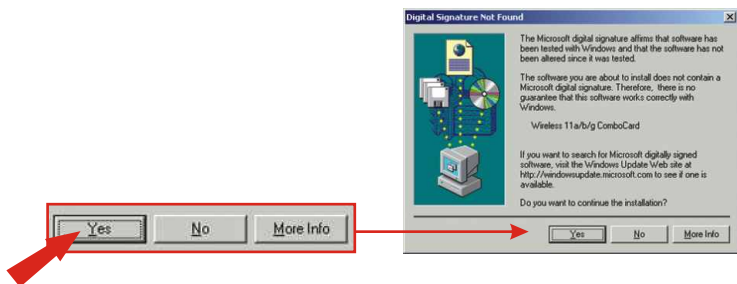 Digital Signature Not Found
The Microsoft digital signature affirms that software has
been tested with Windows and that the software has not
been altered since it was tested.
The software you are about to install does not contain a
Microsoft digital signature. Therefore, there is no
guarantee that this software works correctly with
Windows.
Wireless 11a/b/g ComboCard
If you want to search for Microsoft digitally signed
software, visit the Windows Update Web site at
http://windowsupdate.microsoft.com to see if one is
available.
Do you want to continue the installation?
Yes No More Info
Yes No More Info